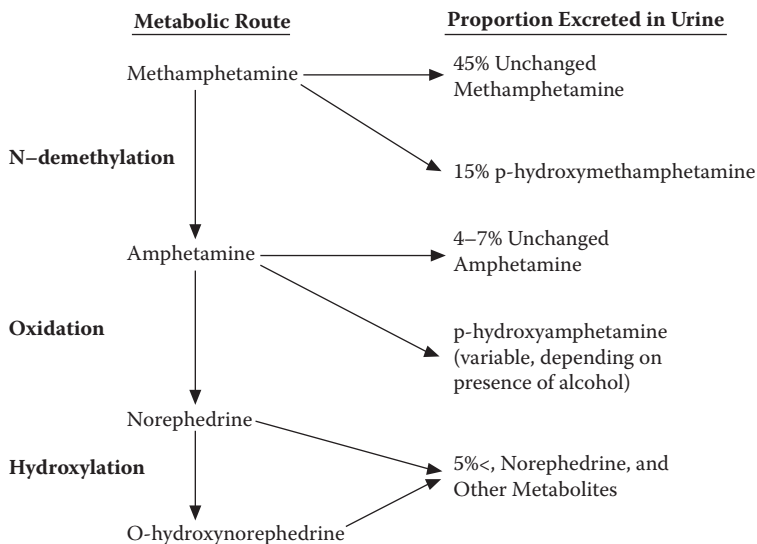 Metabolic Route
Proportion Excreted in Urine
Methamphetamine
45% Unchanged
Methamphetamine
N–demethylation
15% p-hydroxymethamphetamine
Amphetamine
4–7% Unchanged
Amphetamine
Oxidation
p-hydroxyamphetamine
(variable, depending on
presence of alcohol)
Norephedrine
Hydroxylation
5%<, Norephedrine, and
Other Metabolites
O-hydroxynorephedrine